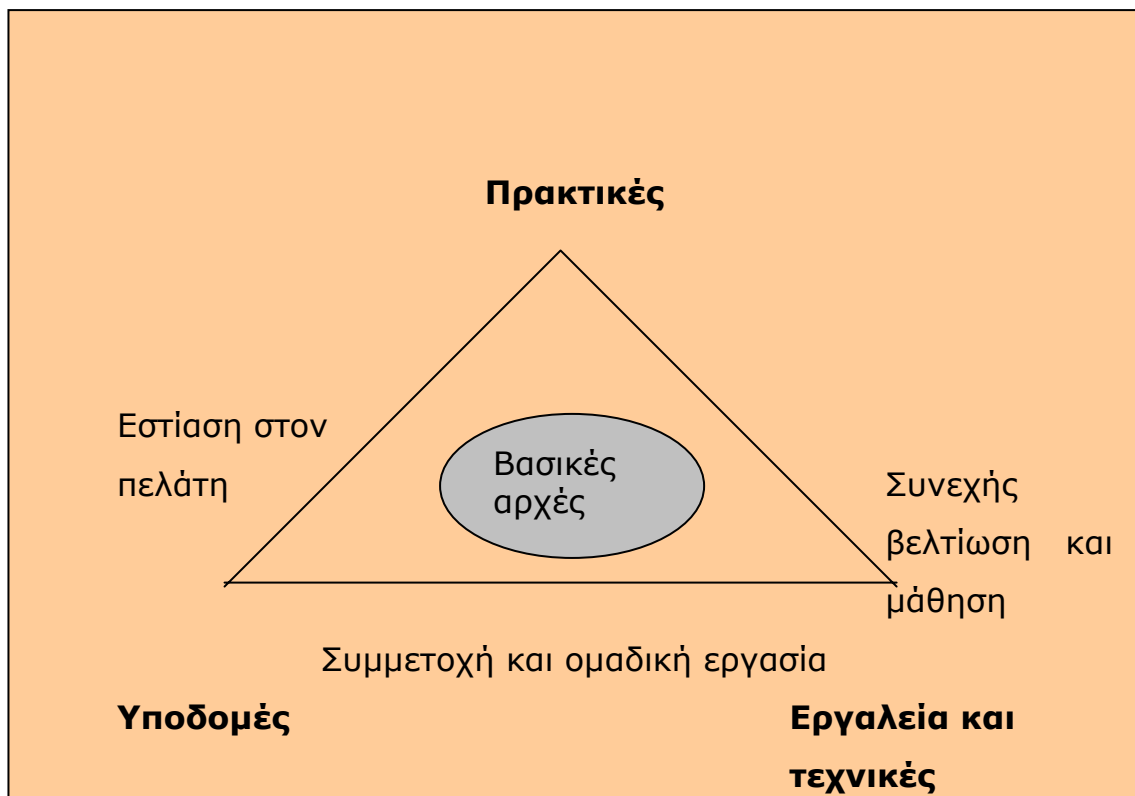 Πρακτικές
Εστίαση στον
πελάτη
Βασικές
αρχές
Συνεχής
βελτίωση και
μάθηση
Συμμετοχή και ομαδική εργασία
Υποδομές
Εργαλεία και
τεχνικές